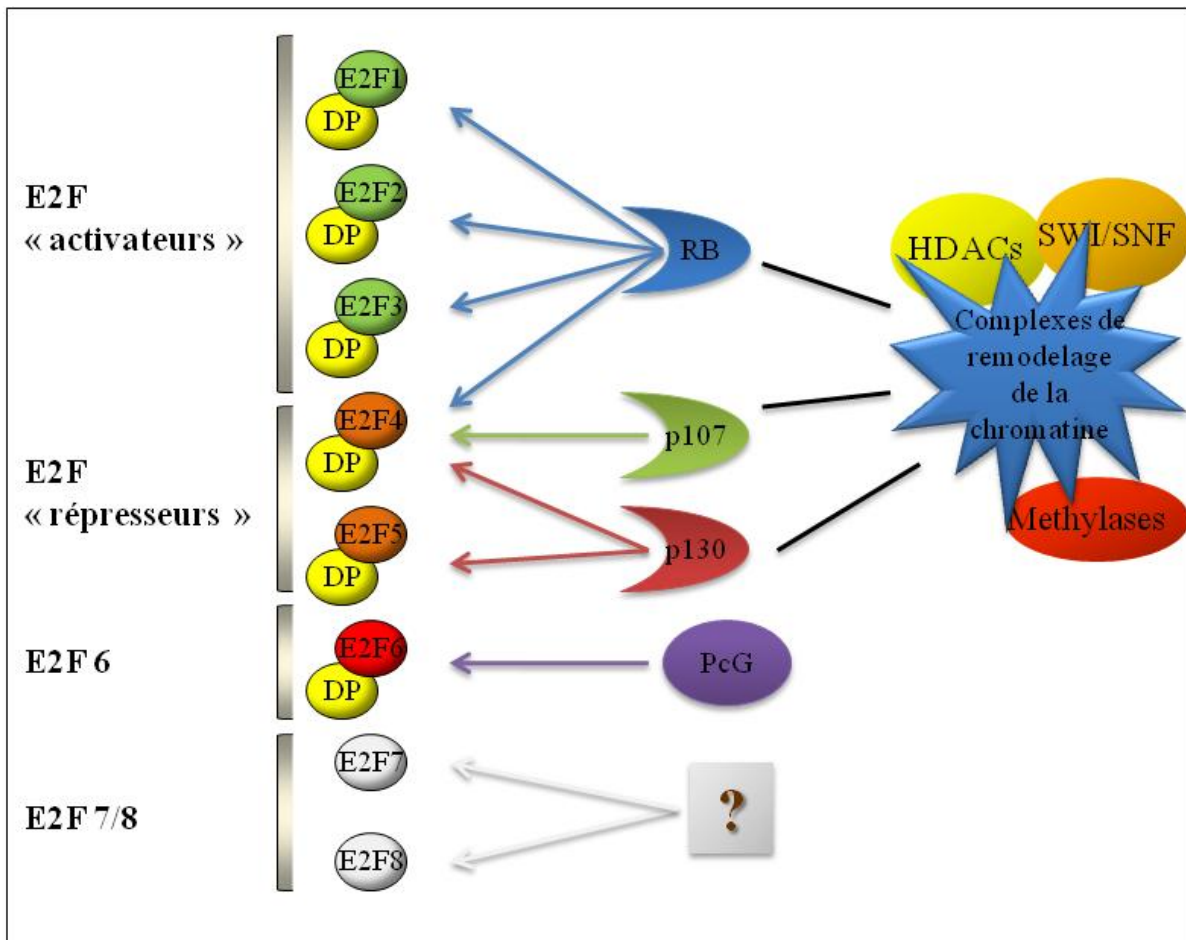 E2F
« activateurs »
E2F1
DP
E2F2
DP
E2F3
DP
RB
HDACs
SWI/SNF
Complexes de
remodelage
de la
chromatine
Methylases
E2F
« répresseurs »
E2F4
DP
E2F5
DP
p107
p130
E2F 6
E2F6
DP
PcG
E2F 7/8
E2F7
E2F8
?